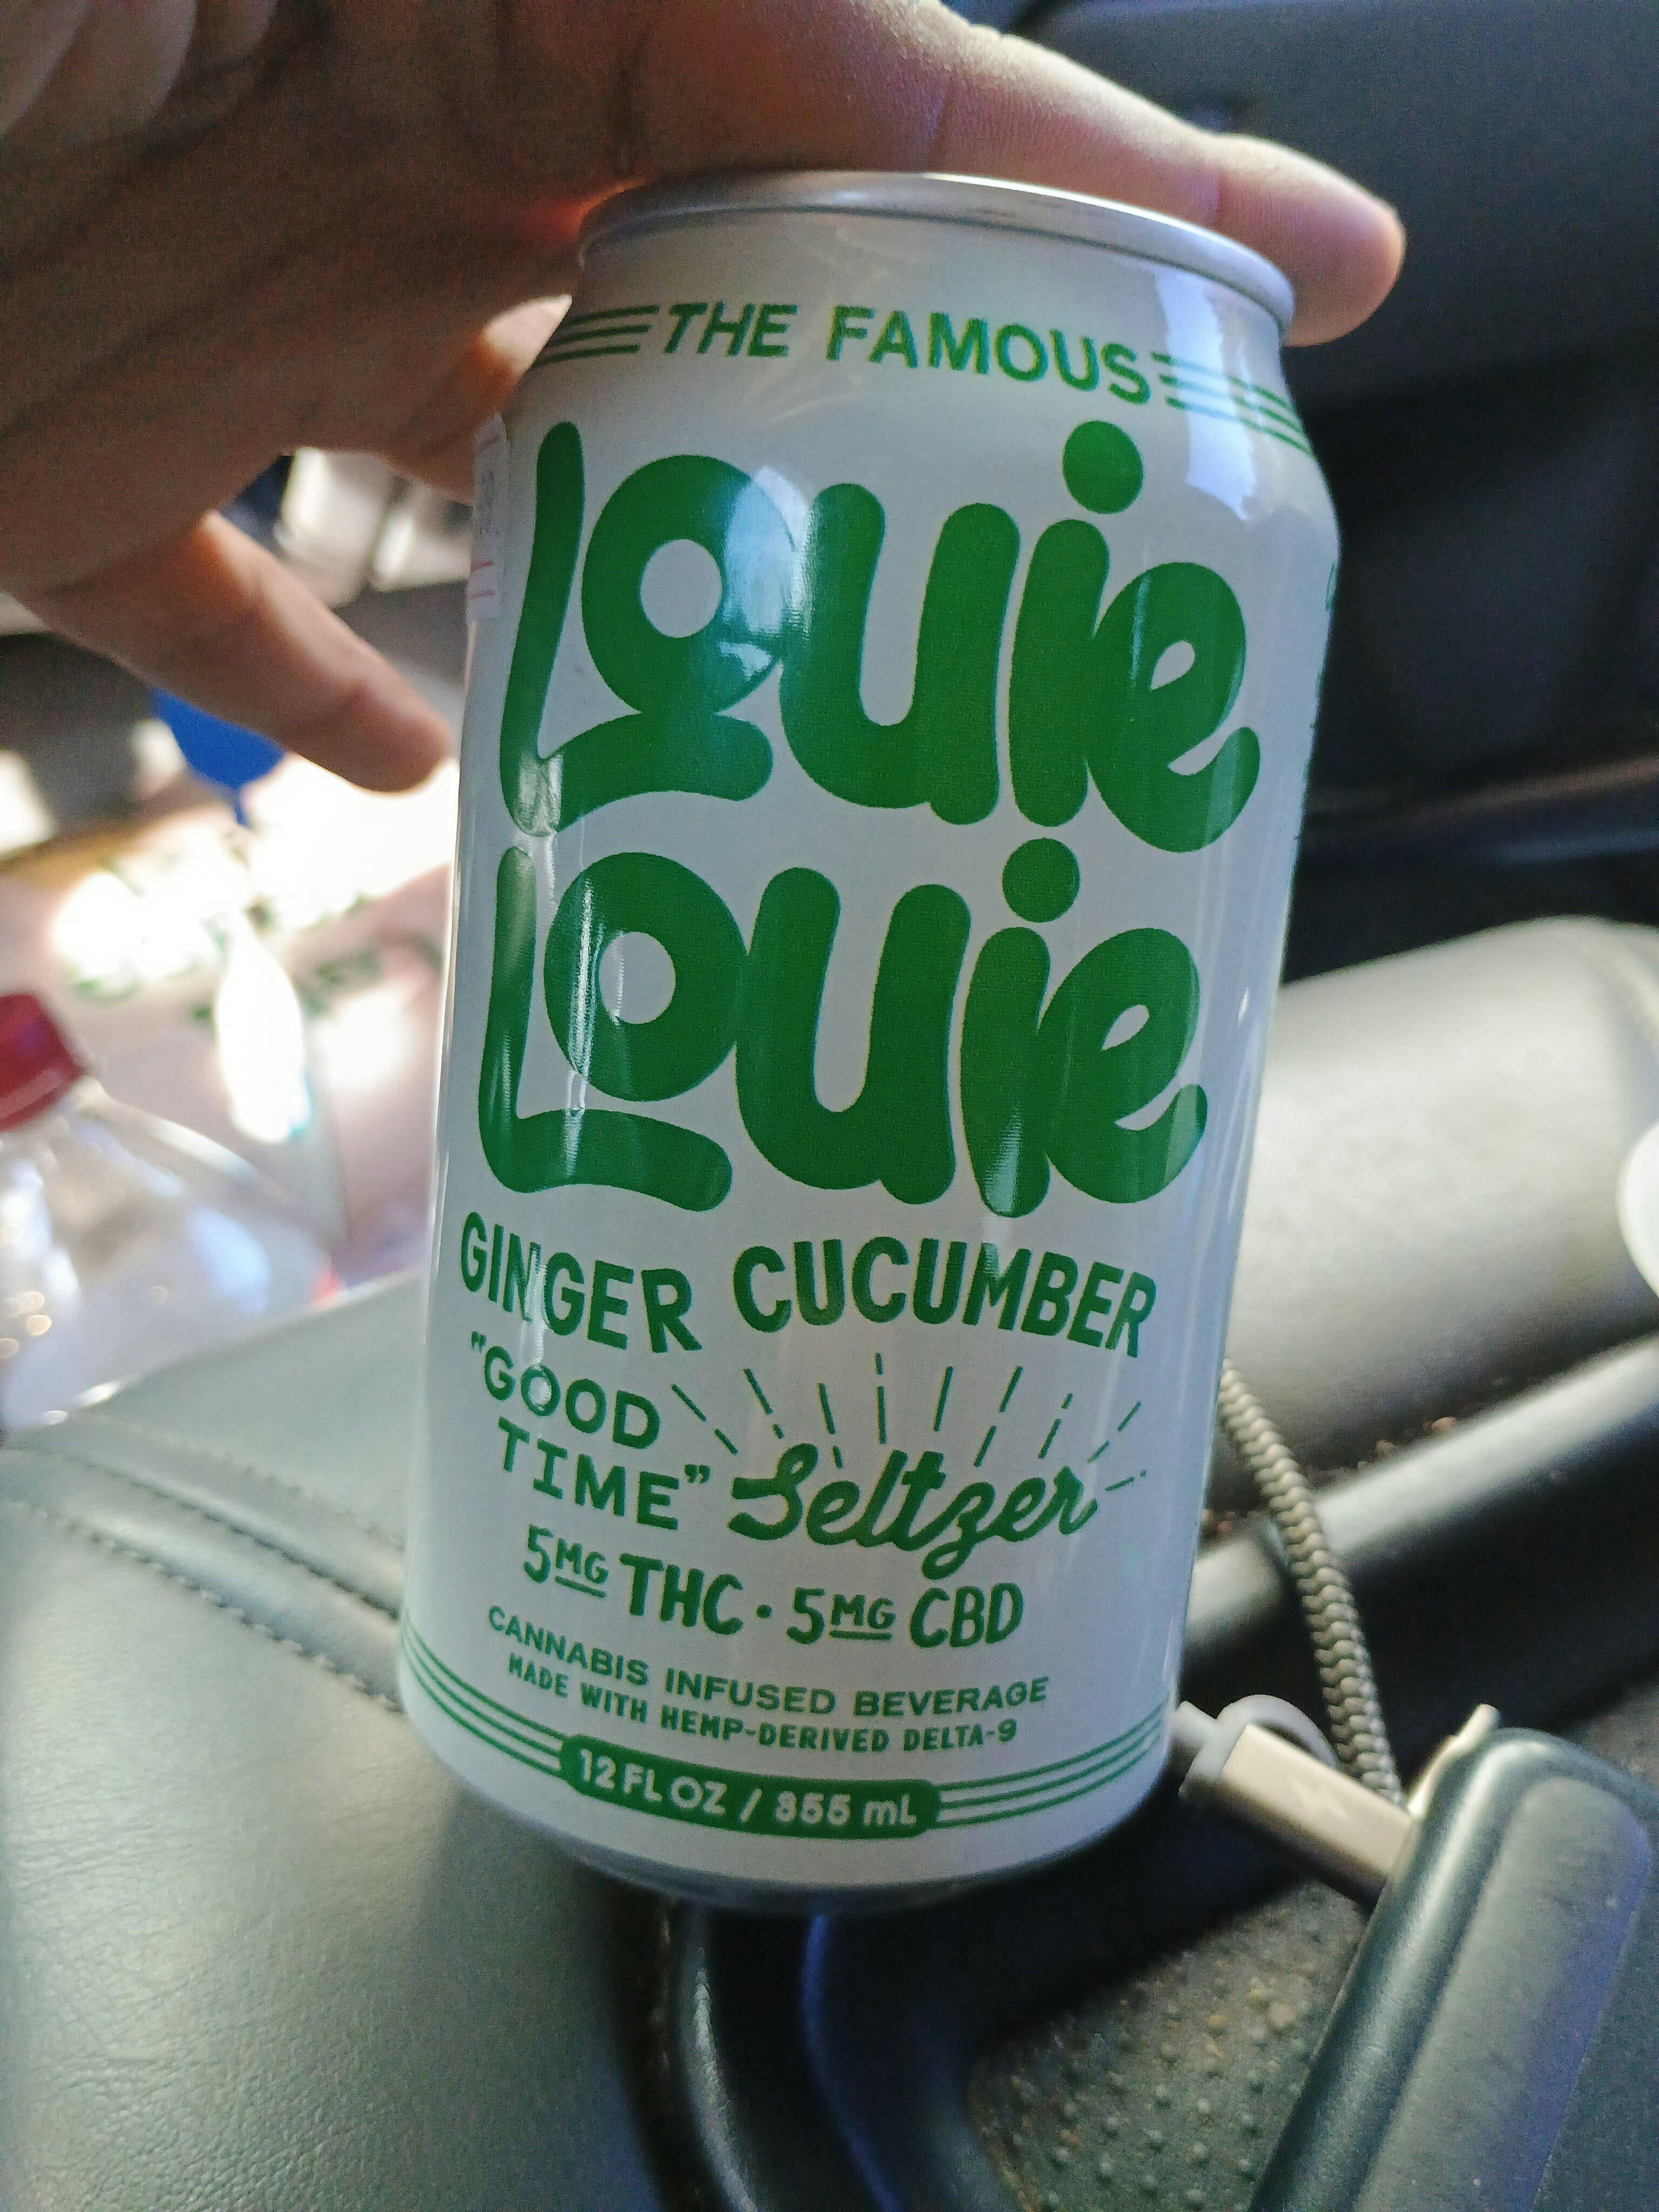 THE FAMOUS
Louie
Louie
GINGER CUCUMBER
"GOOD
TIME" Seltzer
5MG THC · 5MG CBD
CANNABIS INFUSED BEVERAGE
MADE WITH HEMP-DERIVED DELTA-9
12 FL OZ / 355 mL